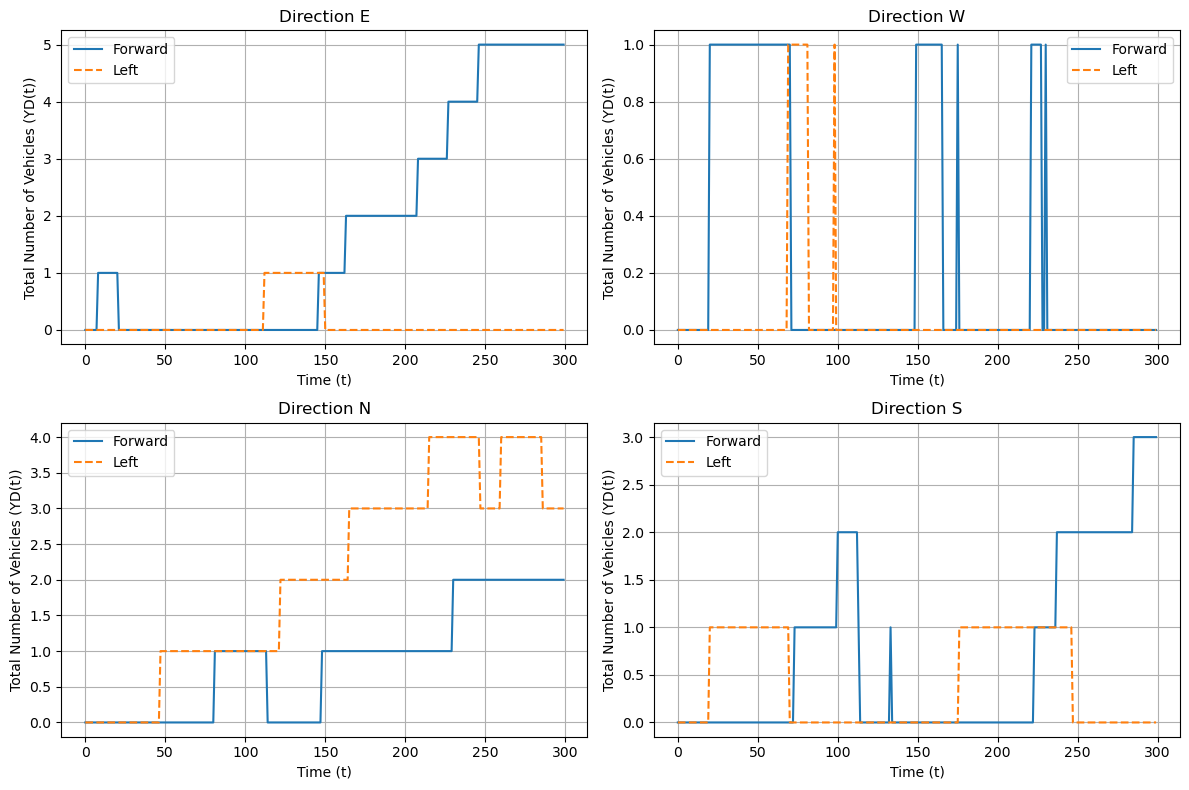 Direction E
Total Number of Vehicles (YD(t))
5
4
3
2
1
0
Forward
Left
0 50 100 150 200 250 300
Time (t)
Direction W
Total Number of Vehicles (YD(t))
1.0
0.8
0.6
0.4
0.2
0.0
Forward
Left
0 50 100 150 200 250 300
Time (t)
Direction N
Total Number of Vehicles (YD(t))
4.0
3.5
3.0
2.5
2.0
1.5
1.0
0.5
0.0
Forward
Left
0 50 100 150 200 250 300
Time (t)
Direction S
Total Number of Vehicles (YD(t))
3.0
2.5
2.0
1.5
1.0
0.5
0.0
Forward
Left
0 50 100 150 200 250 300
Time (t)